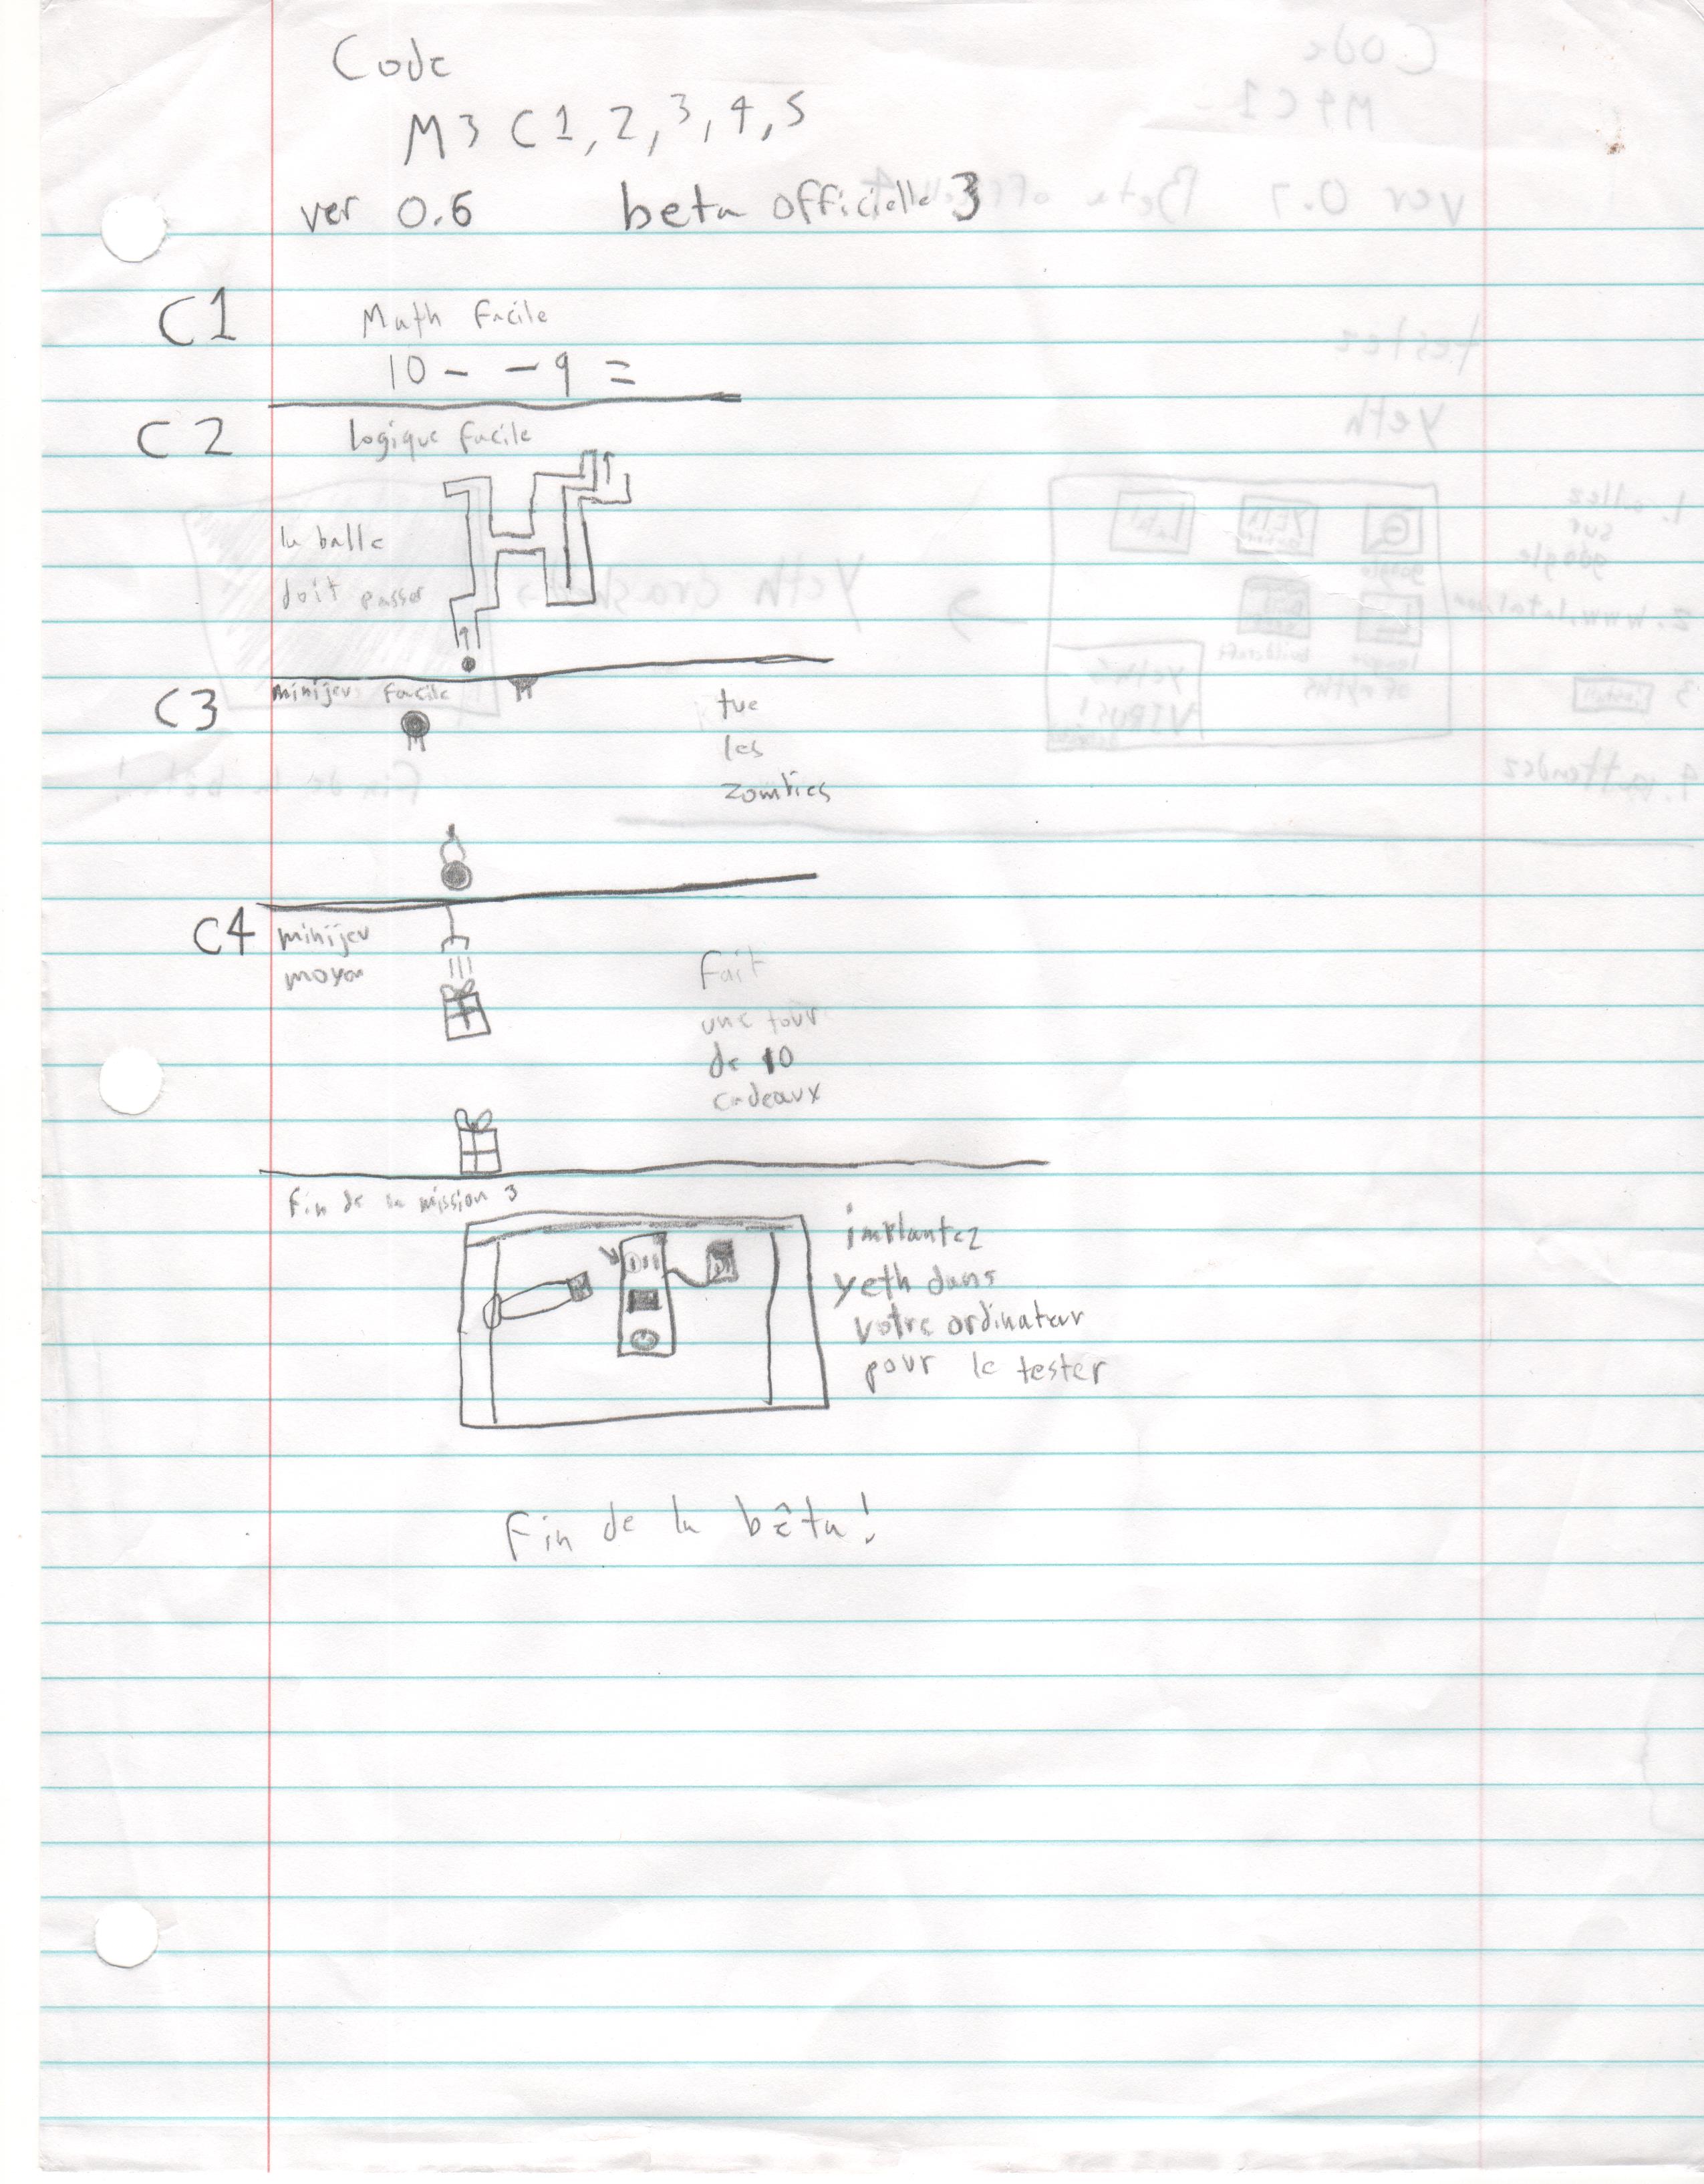 Code
M3 C1, 2, 3, 4, 5
ver 0.6 beta officielle 3
C1 Math facile
10 - - 9 =
C2 logique facile
la balle
doit passer
C3 minijeu facile
tue
les
zombies
C4 minijeu
moyen
fait
une tour
de 10
cadeaux
fin de la mission 3
implantez
yeth dans
votre ordinateur
pour le tester
fin de la bêta!